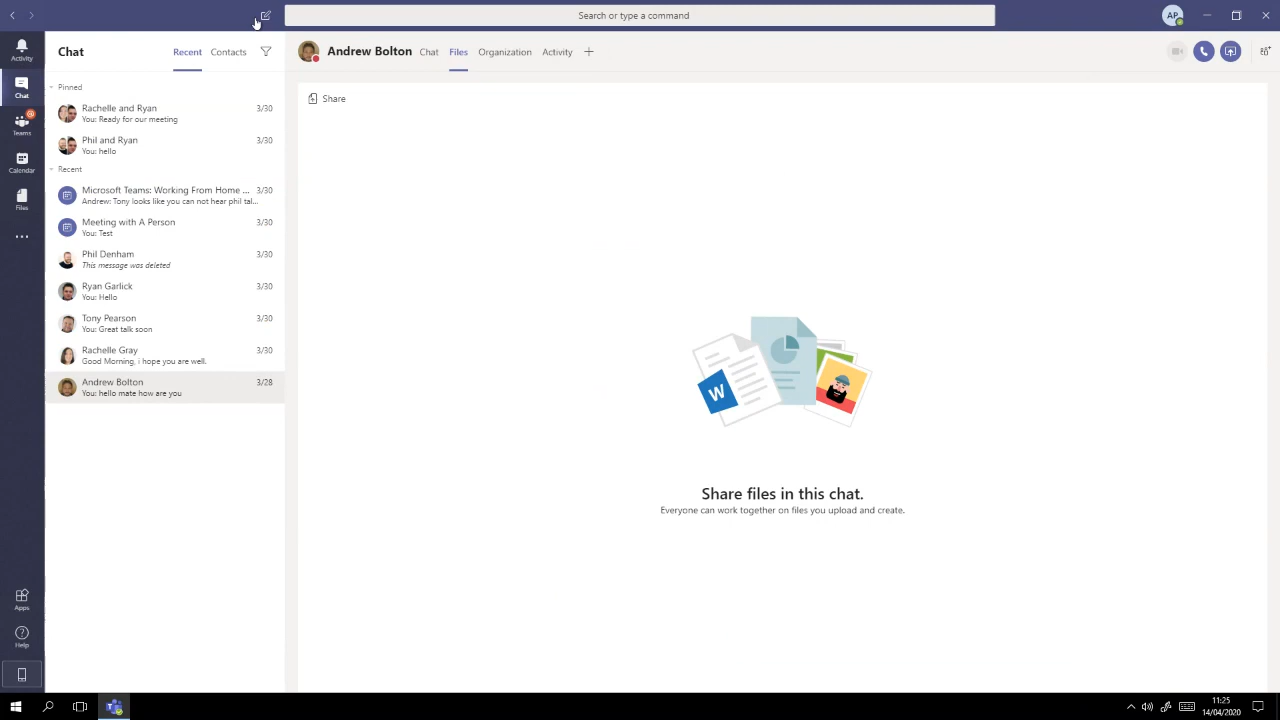 Search or type a command
AP
Activity
Chat
Teams
Calendar
Files
Apps
Help
Chat
Recent
Contacts
Pinned
Rachelle and Ryan 3/30
You: Ready for our meeting
Phil and Ryan 3/30
You: hello
Recent
Microsoft Teams: Working From Home ... 3/30
Andrew: Tony looks like you can not hear phil tal...
Meeting with A Person 3/30
You: Test
Phil Denham 3/30
This message was deleted
Ryan Garlick 3/30
You: Hello
Tony Pearson 3/30
You: Great talk soon
Rachelle Gray 3/30
Good Morning, i hope you are well.
Andrew Bolton 3/28
You: hello mate how are you
Andrew Bolton Chat Files Organization Activity
Share
W
Share files in this chat.
Everyone can work together on files you upload and create.
11:25
14/04/2020